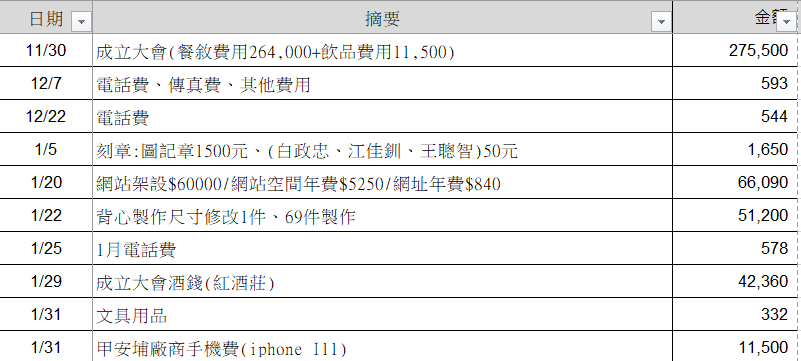 日期 摘要 金額
11/30 成立大會(餐敘費用264,000+飲品費用11,500) 275,500
12/7 電話費、傳真費、其他費用 593
12/22 電話費 544
1/5 刻章:圖記章1500元、(白政忠、江佳釧、王聰智)50元 1,650
1/20 網站架設$60000/網站空間年費$5250/網址年費$840 66,090
1/22 背心製作尺寸修改1件、69件製作 51,200
1/25 1月電話費 578
1/29 成立大會酒錢(紅酒莊) 42,360
1/31 文具用品 332
1/31 甲安埔廠商手機費(iphone I11) 11,500